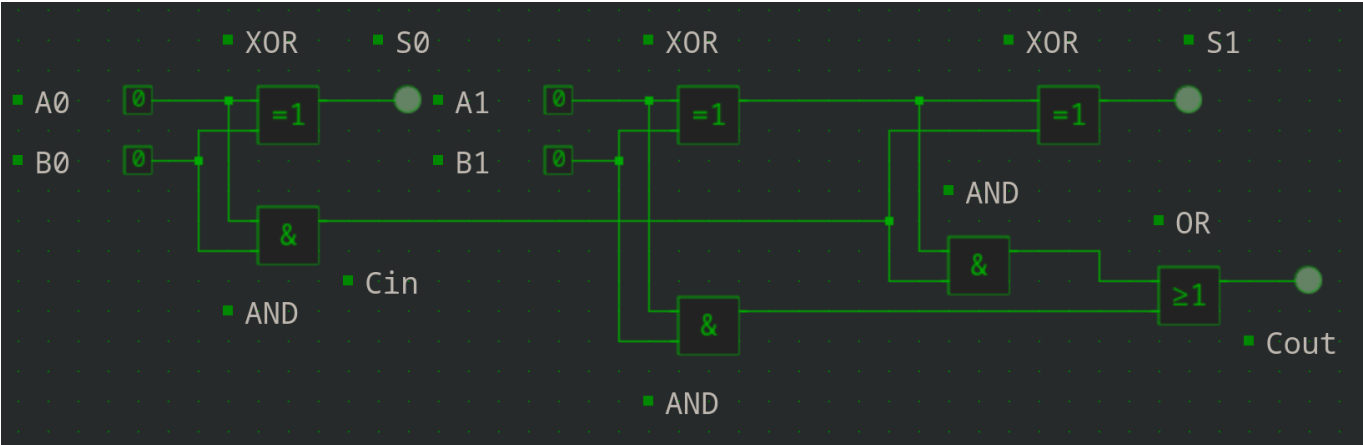 XOR S0 XOR XOR S1
A0 0 =1 A1 0 =1 =1
B0 0 B1 0
AND
OR
& &
Cin ≥1
AND &
Cout
AND